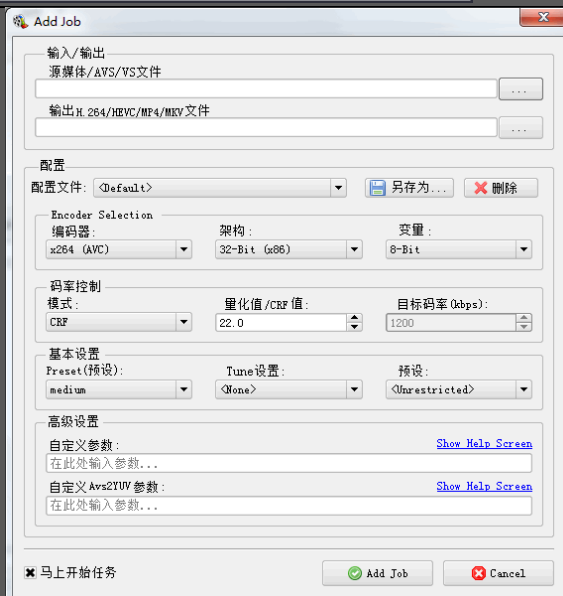 Add Job
输入/输出
源媒体/AVS/VS文件
...
输出H.264/HEVC/MP4/MKV文件
...
配置
配置文件: <Default> 另存为... 删除
Encoder Selection
编码器: 架构: 变量:
x264 (AVC) 32-Bit (x86) 8-Bit
码率控制
模式: 量化值/CRF值: 目标码率(kbps):
CRF 22.0 1200
基本设置
Preset(预设): Tune设置: 预设:
medium <None> <Unrestricted>
高级设置
自定义参数: Show Help Screen
在此处输入参数...
自定义Avs2YUV参数: Show Help Screen
在此处输入参数...
马上开始任务 Add Job Cancel